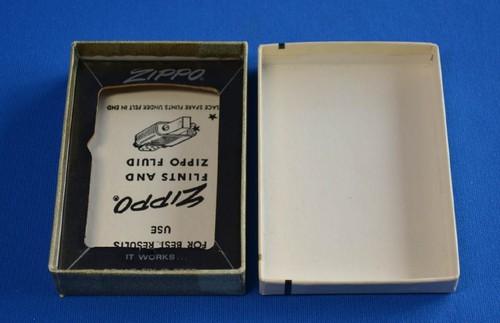 ZIPPO
FOR BEST RESULTS
USE
ZIPPO
FLINTS AND
ZIPPO FLUID
LACE SPARE FLINTS UNDER FELT IN END
IT WORKS...